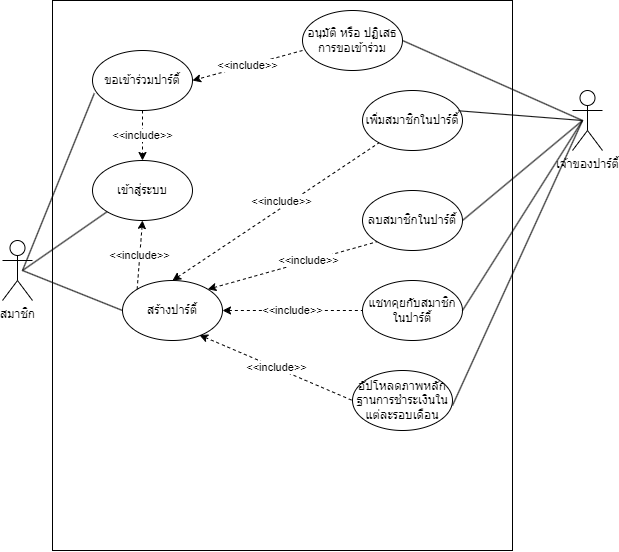 อนุมัติ หรือ ปฏิเสธ
การขอเข้าร่วม
<<include>>
ขอเข้าร่วมปาร์ตี้
<<include>>
เพิ่มสมาชิกในปาร์ตี้
เจ้าของปาร์ตี้
เข้าสู่ระบบ
<<include>>
ลบสมาชิกในปาร์ตี้
<<include>>
<<include>>
สมาชิก
สร้างปาร์ตี้
<<include>>
แชทคุยกับสมาชิก
ในปาร์ตี้
<<include>>
อัปโหลดภาพหลัก
ฐานการชำระเงินใน
แต่ละรอบเดือน